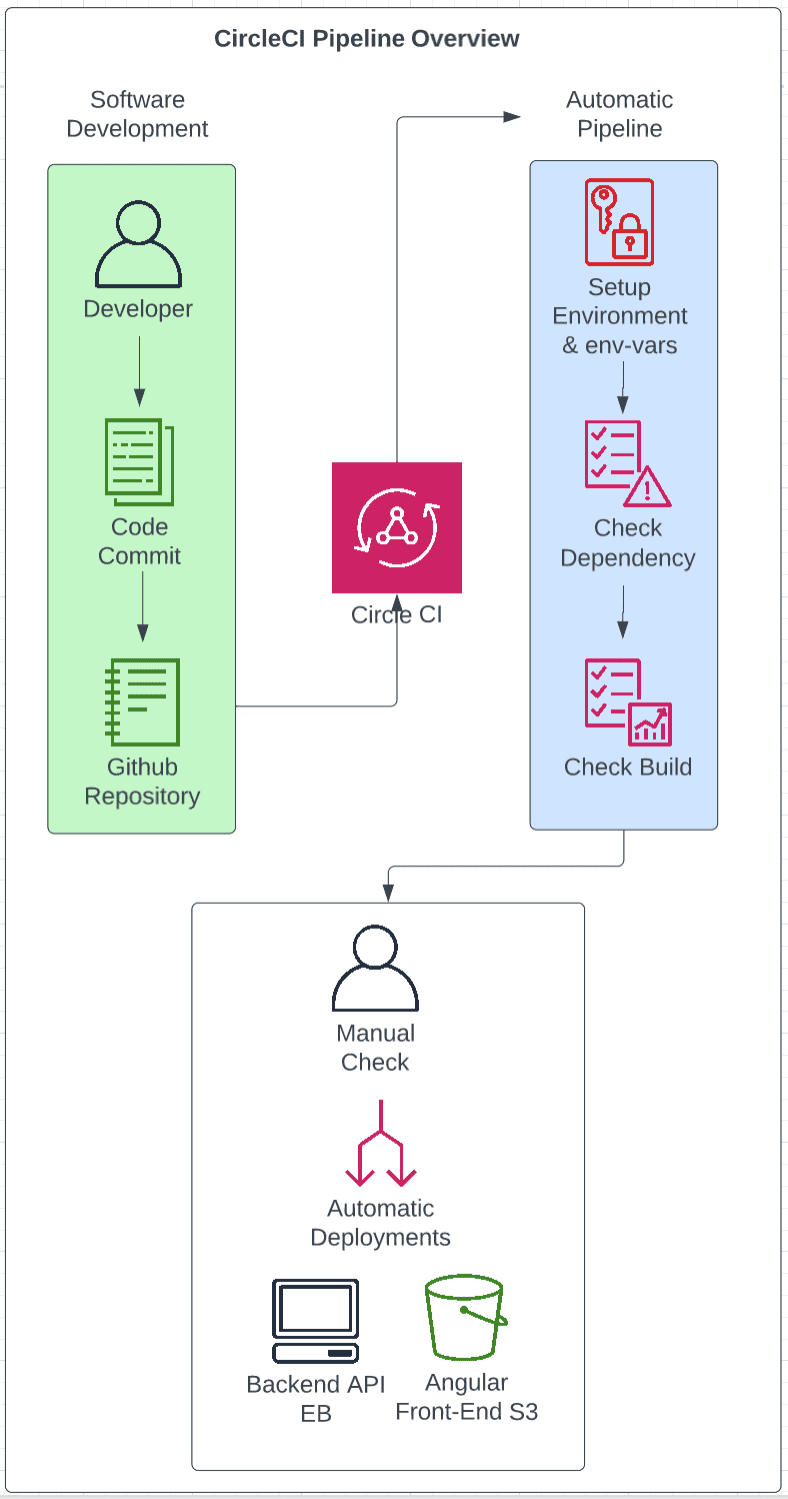 CircleCI Pipeline Overview
Software
Development
Developer
Code
Commit
Github
Repository
Circle CI
Automatic
Pipeline
Setup
Environment
& env-vars
Check
Dependency
Check Build
Manual
Check
Automatic
Deployments
Backend API
EB
Angular
Front-End S3